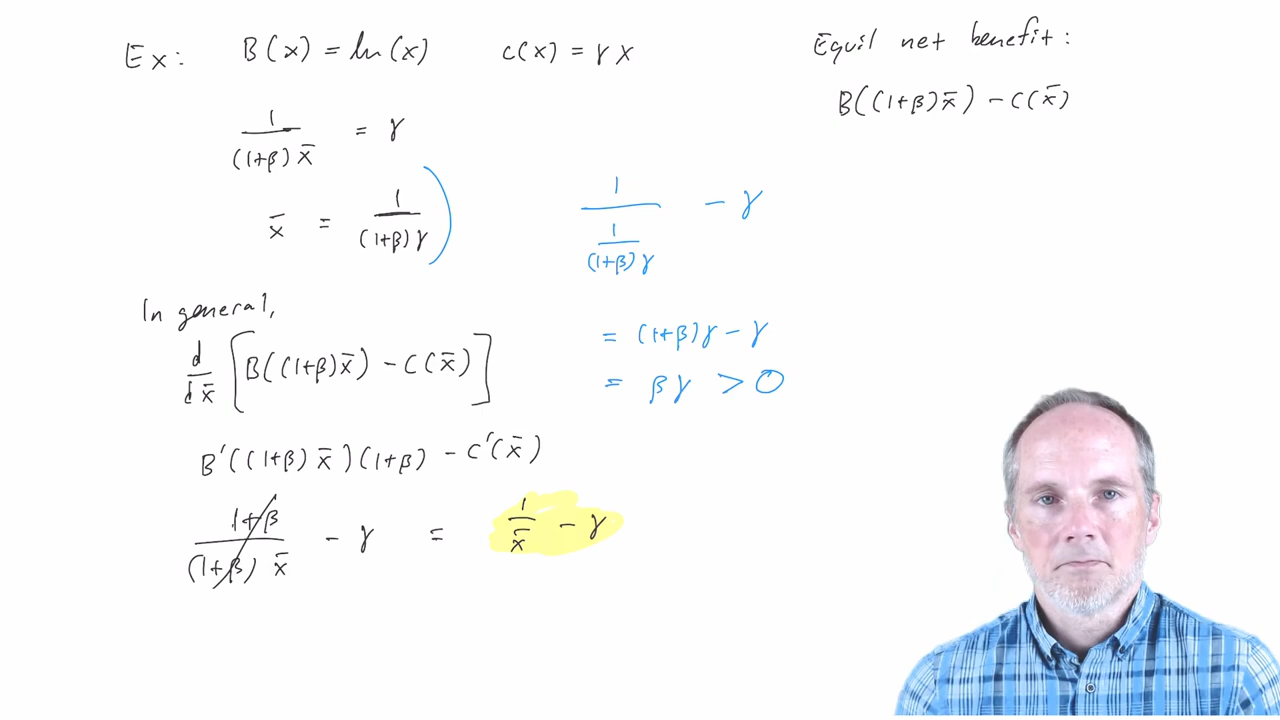 Ex: B(x) = ln(x) c(x) = γx
1/((1+β)x̄) = γ
x̄ = 1/((1+β)γ)
In general,
d/dx̄ [B((1+β)x̄) − C(x̄)]
B′((1+β)x̄)(1+β) − C′(x̄)
(1+β)/((1+β)x̄) − γ = 1/x̄ − γ
1/(1/((1+β)γ)) − γ
= (1+β)γ − γ
= βγ > 0
Equil net benefit:
B((1+β)x̄) − C(x̄)